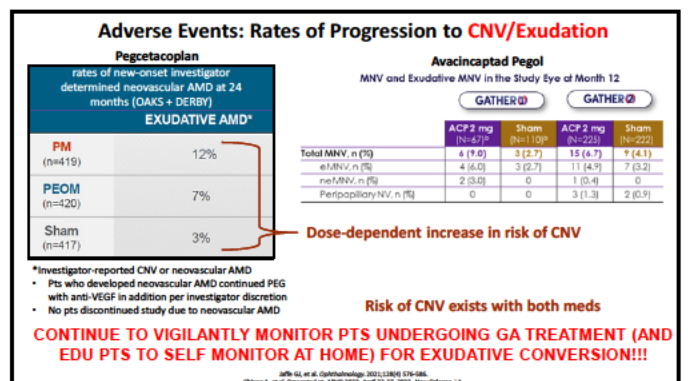 Adverse Events: Rates of Progression to CNV/Exudation
Pegcetacoplan
rates of new-onset investigator
determined neovascular AMD at 24
months (OAKS + DERBY)
EXUDATIVE AMD*
PM
(n=419)
12%
PEOM
(n=420)
7%
Sham
(n=417)
3%
*Investigator-reported CNV or neovascular AMD
• Pts who developed neovascular AMD continued PEG
with anti-VEGF in addition per investigator discretion
• No pts discontinued study due to neovascular AMD
Avacincaptad Pegol
MNV and Exudative MNV in the Study Eye at Month 12
GATHER1 GATHER2
ACP 2 mg Sham ACP 2 mg Sham
(N=67)ᵇ (N=110)ᵇ (N=225) (N=222)
Total MNV, n (%) 6 (9.0) 3 (2.7) 15 (6.7) 9 (4.1)
eMNV, n (%) 4 (6.0) 3 (2.7) 11 (4.9) 7 (3.2)
neMNV, n (%) 2 (3.0) 0 1 (0.4) 0
Peripapillary NV, n (%) 0 0 3 (1.3) 2 (0.9)
Dose-dependent increase in risk of CNV
Risk of CNV exists with both meds
CONTINUE TO VIGILANTLY MONITOR PTS UNDERGOING GA TREATMENT (AND
EDU PTS TO SELF MONITOR AT HOME) FOR EXUDATIVE CONVERSION!!!
Jaffe GJ, et al. Ophthalmology. 2021;128(4) 576-586.